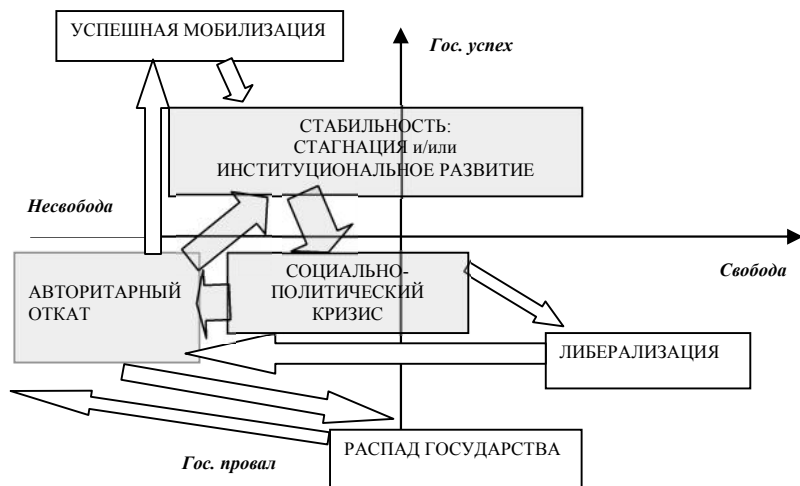 УСПЕШНАЯ МОБИЛИЗАЦИЯ
Гос. успех
СТАБИЛЬНОСТЬ:
СТАГНАЦИЯ и/или
ИНСТИТУЦИОНАЛЬНОЕ РАЗВИТИЕ
Несвобода
Свобода
АВТОРИТАРНЫЙ
ОТКАТ
СОЦИАЛЬНО-
ПОЛИТИЧЕСКИЙ
КРИЗИС
ЛИБЕРАЛИЗАЦИЯ
РАСПАД ГОСУДАРСТВА
Гос. провал